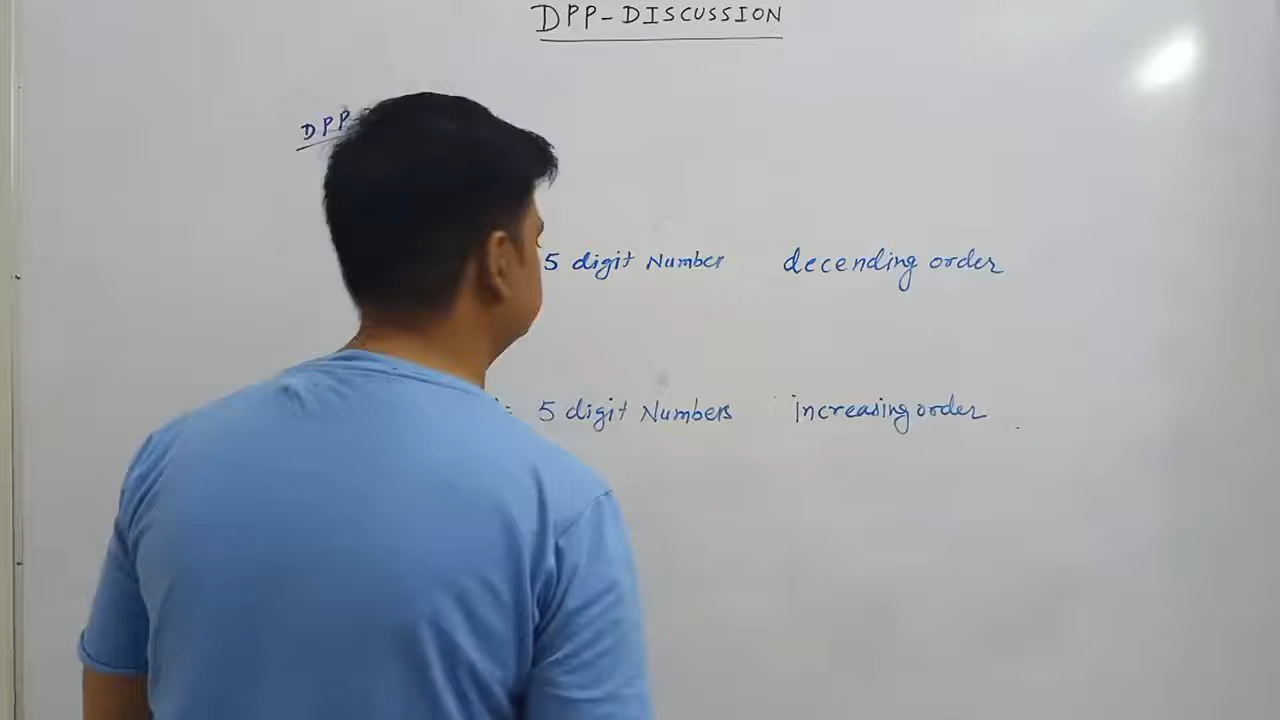 DPP-DISCUSSION
DPP-
5 digit Number decending order
5 digit Numbers increasing order